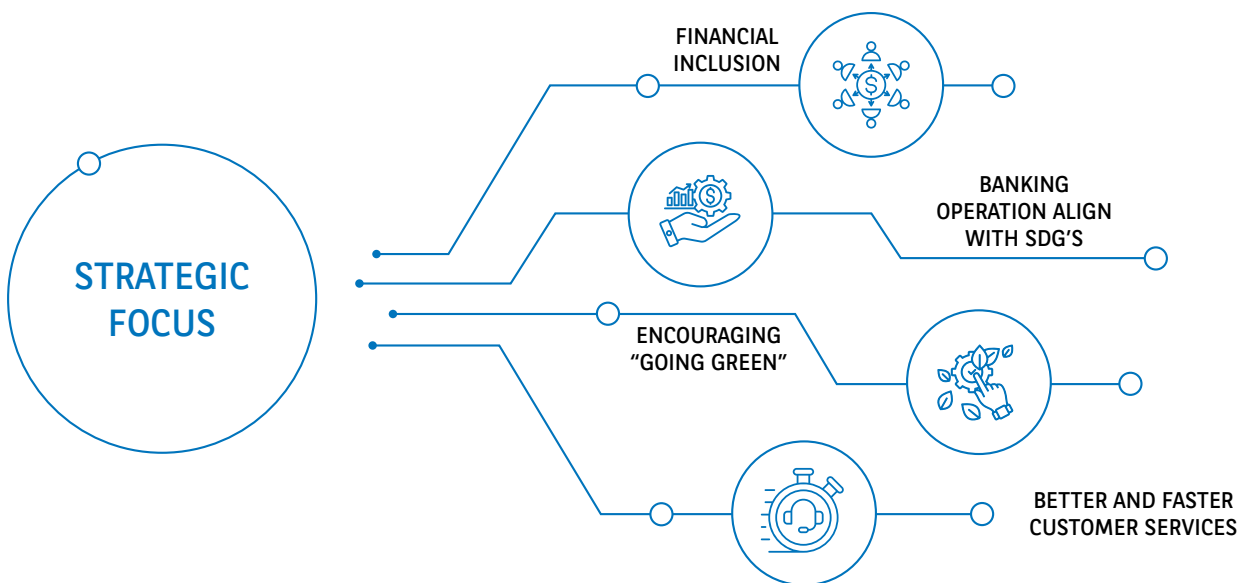 STRATEGIC
FOCUS
FINANCIAL
INCLUSION
BANKING
OPERATION ALIGN
WITH SDG'S
ENCOURAGING
“GOING GREEN”
BETTER AND FASTER
CUSTOMER SERVICES